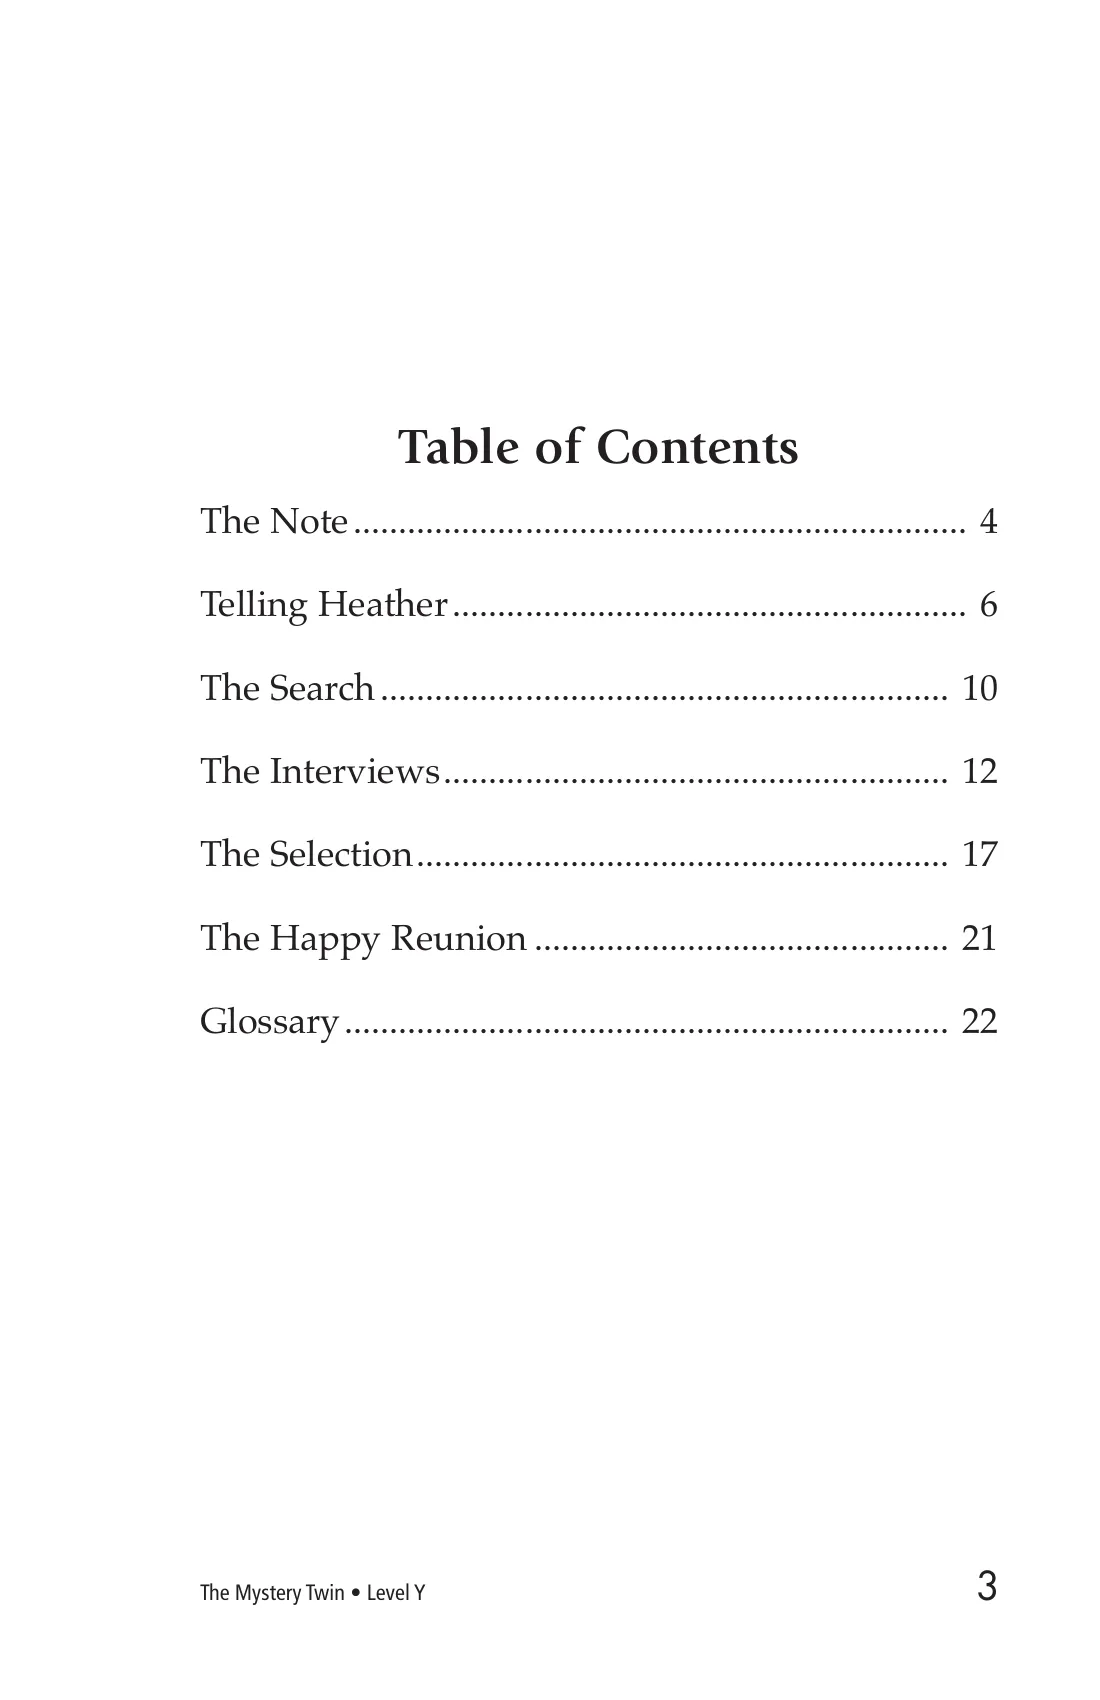 Table of Contents
The Note .................................................................... 4
Telling Heather ......................................................... 6
The Search ............................................................... 10
The Interviews ........................................................ 12
The Selection ........................................................... 17
The Happy Reunion .............................................. 21
Glossary ................................................................... 22
The Mystery Twin • Level Y 3